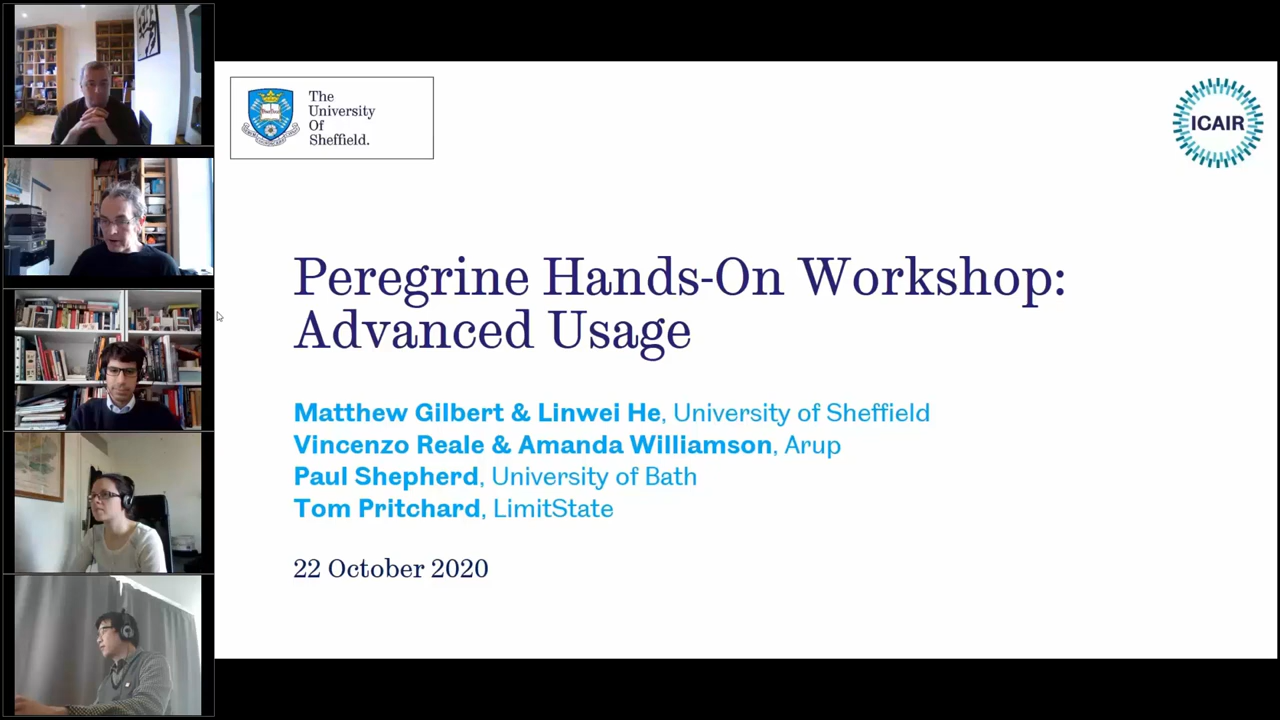 The
University
Of
Sheffield.
ICAIR
Peregrine Hands-On Workshop:
Advanced Usage
Matthew Gilbert & Linwei He, University of Sheffield
Vincenzo Reale & Amanda Williamson, Arup
Paul Shepherd, University of Bath
Tom Pritchard, LimitState
22 October 2020